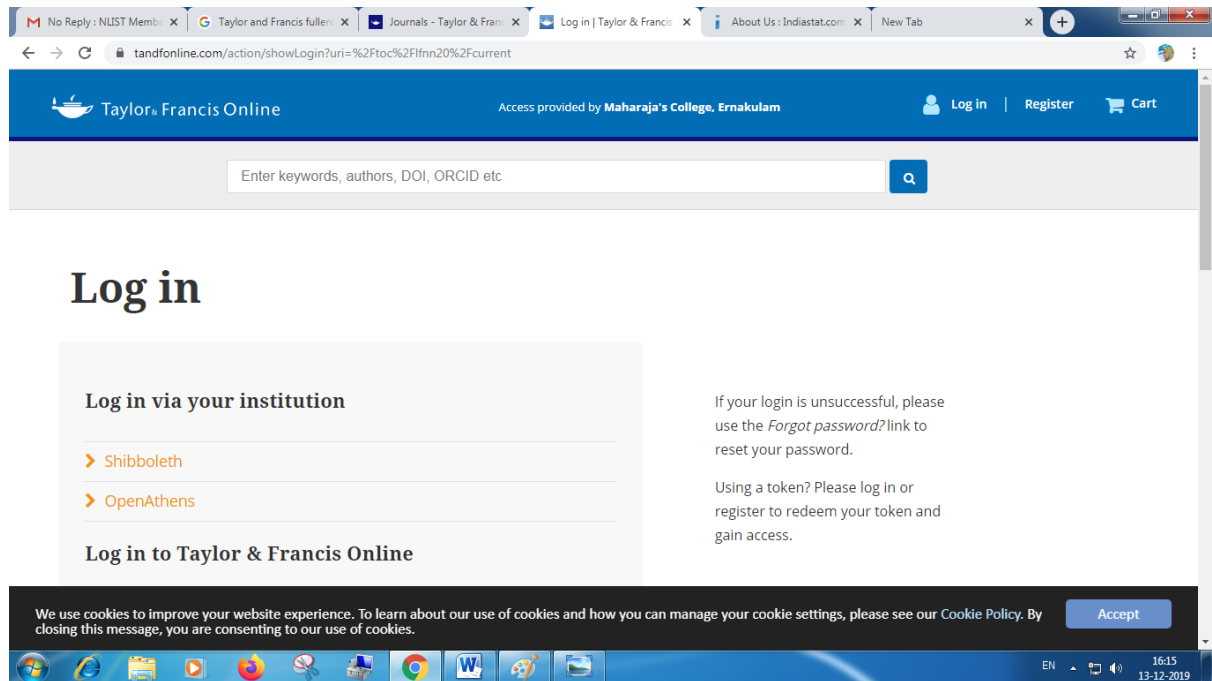 No Reply : NLIST Membe
Taylor and Francis fullere
Journals - Taylor & Franc
Log in | Taylor & Francis
About Us : Indiastat.com
New Tab
tandfonline.com/action/showLogin?uri=%2Ftoc%2Flfnn20%2Fcurrent
Taylor & Francis Online
Access provided by Maharaja's College, Ernakulam
Log in | Register
Cart
Enter keywords, authors, DOI, ORCID etc
Log in
Log in via your institution
Shibboleth
OpenAthens
Log in to Taylor & Francis Online
If your login is unsuccessful, please
use the Forgot password? link to
reset your password.
Using a token? Please log in or
register to redeem your token and
gain access.
We use cookies to improve your website experience. To learn about our use of cookies and how you can manage your cookie settings, please see our Cookie Policy. By
closing this message, you are consenting to our use of cookies.
Accept
EN
16:15
13-12-2019